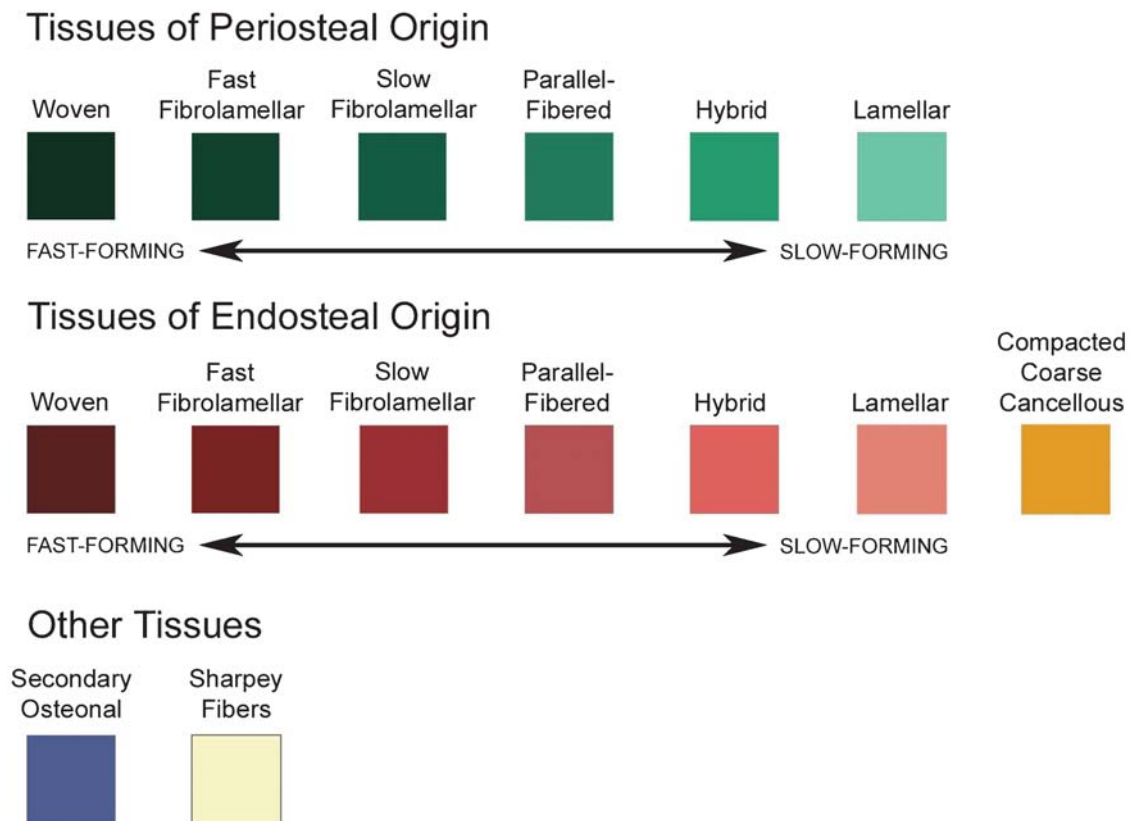 Tissues of Periosteal Origin
Woven
Fast
Fibrolamellar
Slow
Fibrolamellar
Parallel-
Fibered
Hybrid
Lamellar
FAST-FORMING
SLOW-FORMING
Tissues of Endosteal Origin
Woven
Fast
Fibrolamellar
Slow
Fibrolamellar
Parallel-
Fibered
Hybrid
Lamellar
Compacted
Coarse
Cancellous
FAST-FORMING
SLOW-FORMING
Other Tissues
Secondary
Osteonal
Sharpey
Fibers